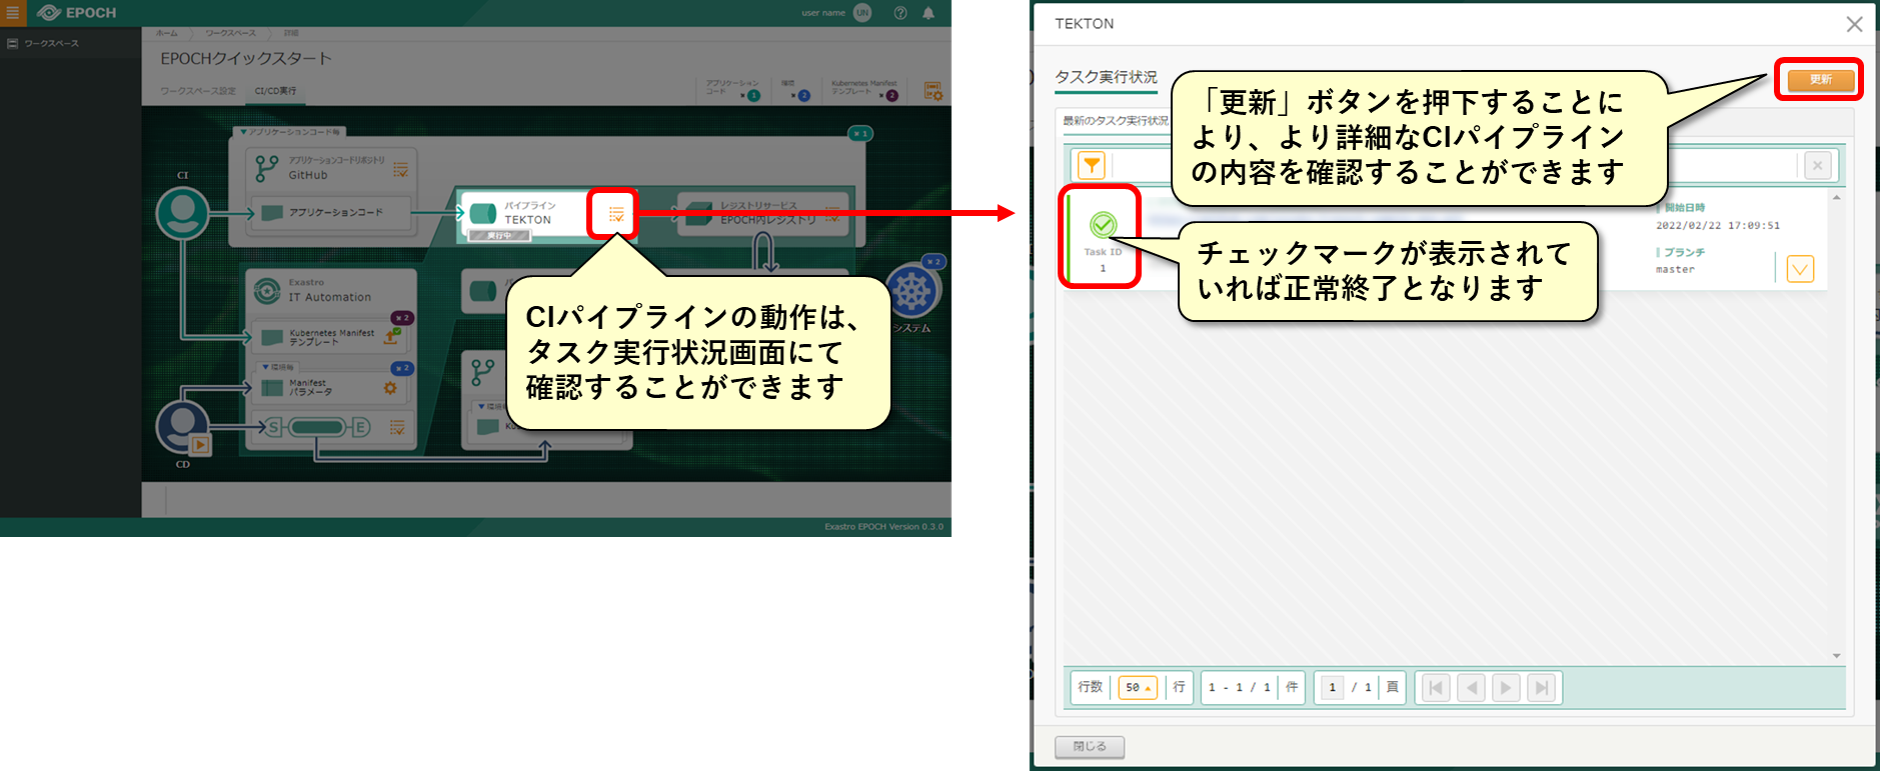 EPOCH
user name UN
ワークスペース
ホーム ワークスペース 詳細
EPOCHクイックスタート
ワークスペース設定 CI/CD実行
アプリケーション
コード × 1
環境
× 2
Kubernetes Manifest
テンプレート × 2
▼アプリケーションコード毎
× 1
アプリケーションコードリポジトリ
GitHub
CI
アプリケーションコード
パイプライン
TEKTON
実行中
レジストリサービス
EPOCH内レジストリ
Exastro
IT Automation
× 2
Kubernetes Manifest
テンプレート
× 2
▼環境毎
Manifest
パラメータ
S E
CD
× 2
システム
CIパイプラインの動作は、
タスク実行状況画面にて
確認することができます
Exastro EPOCH Version 0.3.0
TEKTON
タスク実行状況
更新
最新のタスク実行状況
「更新」ボタンを押下することに
より、より詳細なCIパイプライン
の内容を確認することができます
Task ID
1
チェックマークが表示されて
いれば正常終了となります
開始日時
2022/02/22 17:09:51
ブランチ
master
行数 50 行 1 - 1 / 1 件 1 / 1 頁
閉じる